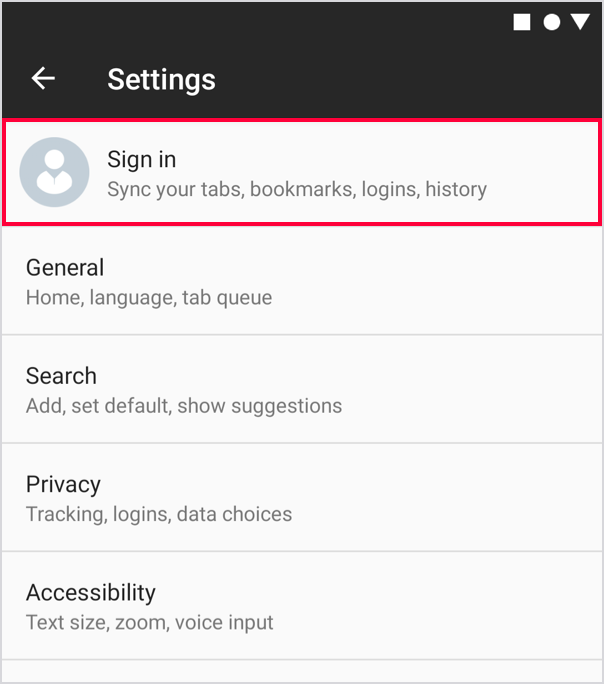 Settings
Sign in
Sync your tabs, bookmarks, logins, history
General
Home, language, tab queue
Search
Add, set default, show suggestions
Privacy
Tracking, logins, data choices
Accessibility
Text size, zoom, voice input